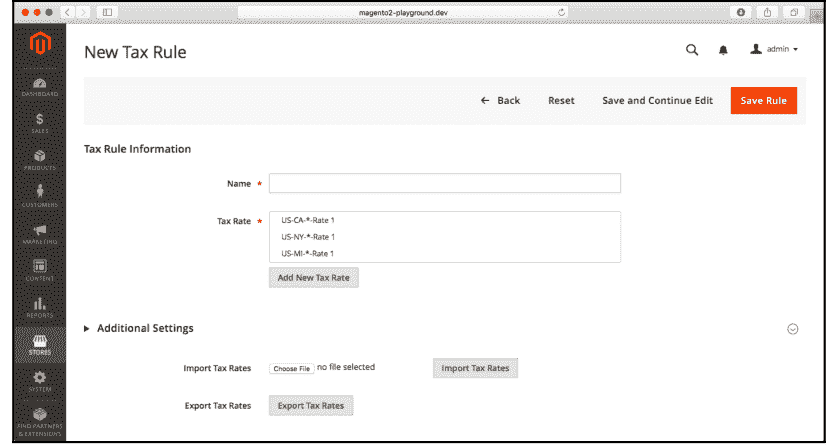 magento2-playground.dev
New Tax Rule
admin
DASHBOARD
SALES
PRODUCTS
CUSTOMERS
MARKETING
CONTENT
REPORTS
STORES
SYSTEM
FIND PARTNERS
& EXTENSIONS
← Back Reset Save and Continue Edit Save Rule
Tax Rule Information
Name *
Tax Rate * US-CA-*-Rate 1
US-NY-*-Rate 1
US-MI-*-Rate 1
Add New Tax Rate
Additional Settings
Import Tax Rates Choose File no file selected Import Tax Rates
Export Tax Rates Export Tax Rates